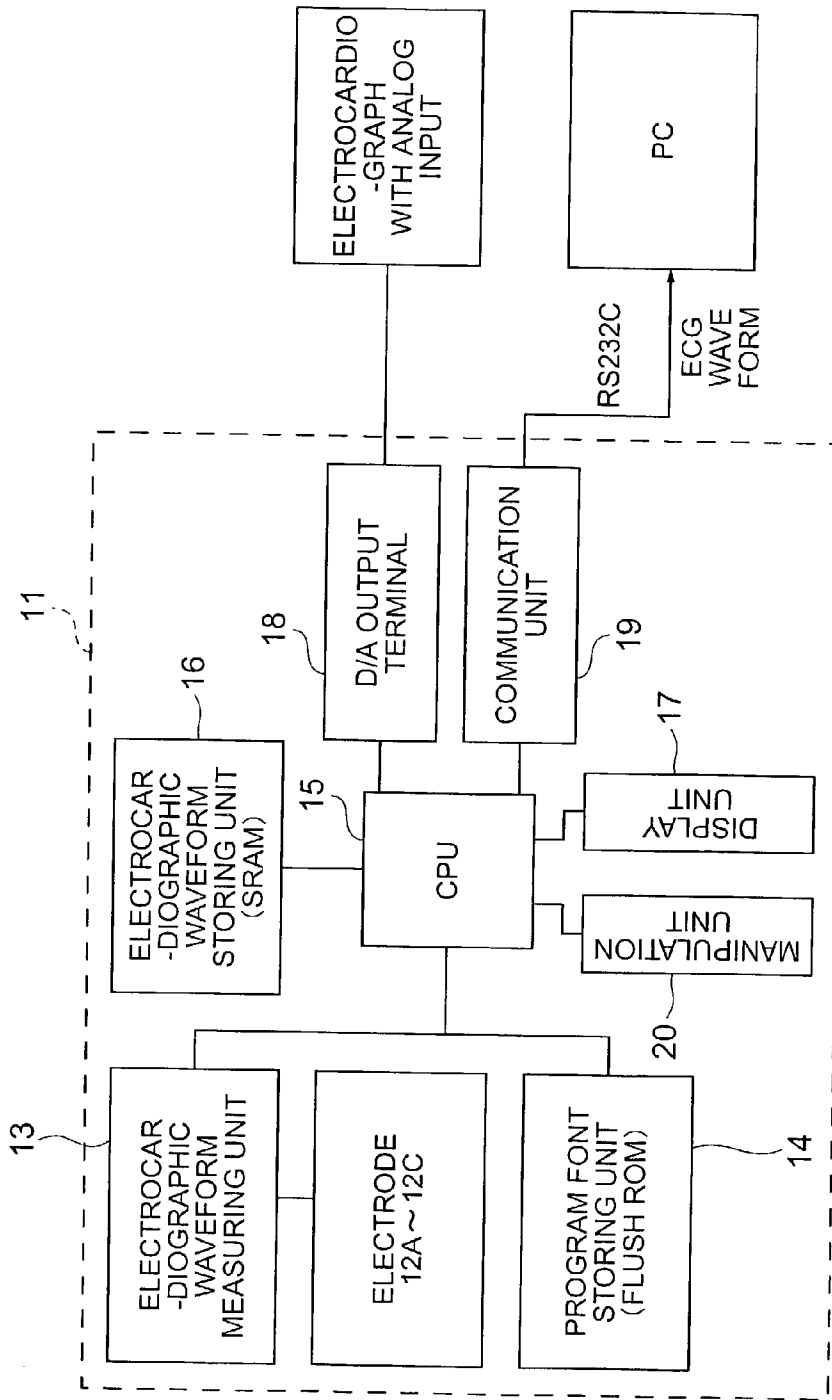 11
13
ELECTROCAR
-DIOGRAPHIC
WAVEFORM
MEASURING UNIT
ELECTRODE
12A～12C
PROGRAM FONT
STORING UNIT
(FLUSH ROM)
14
16
ELECTROCAR
-DIOGRAPHIC
WAVEFORM
STORING UNIT
(SRAM)
15
CPU
MANIPULATION
UNIT
20
DISPLAY
UNIT
17
18
D/A OUTPUT
TERMINAL
COMMUNICATION
UNIT
19
ELECTROCARDIO
-GRAPH
WITH ANALOG
INPUT
RS232C
ECG
WAVE
FORM
PC